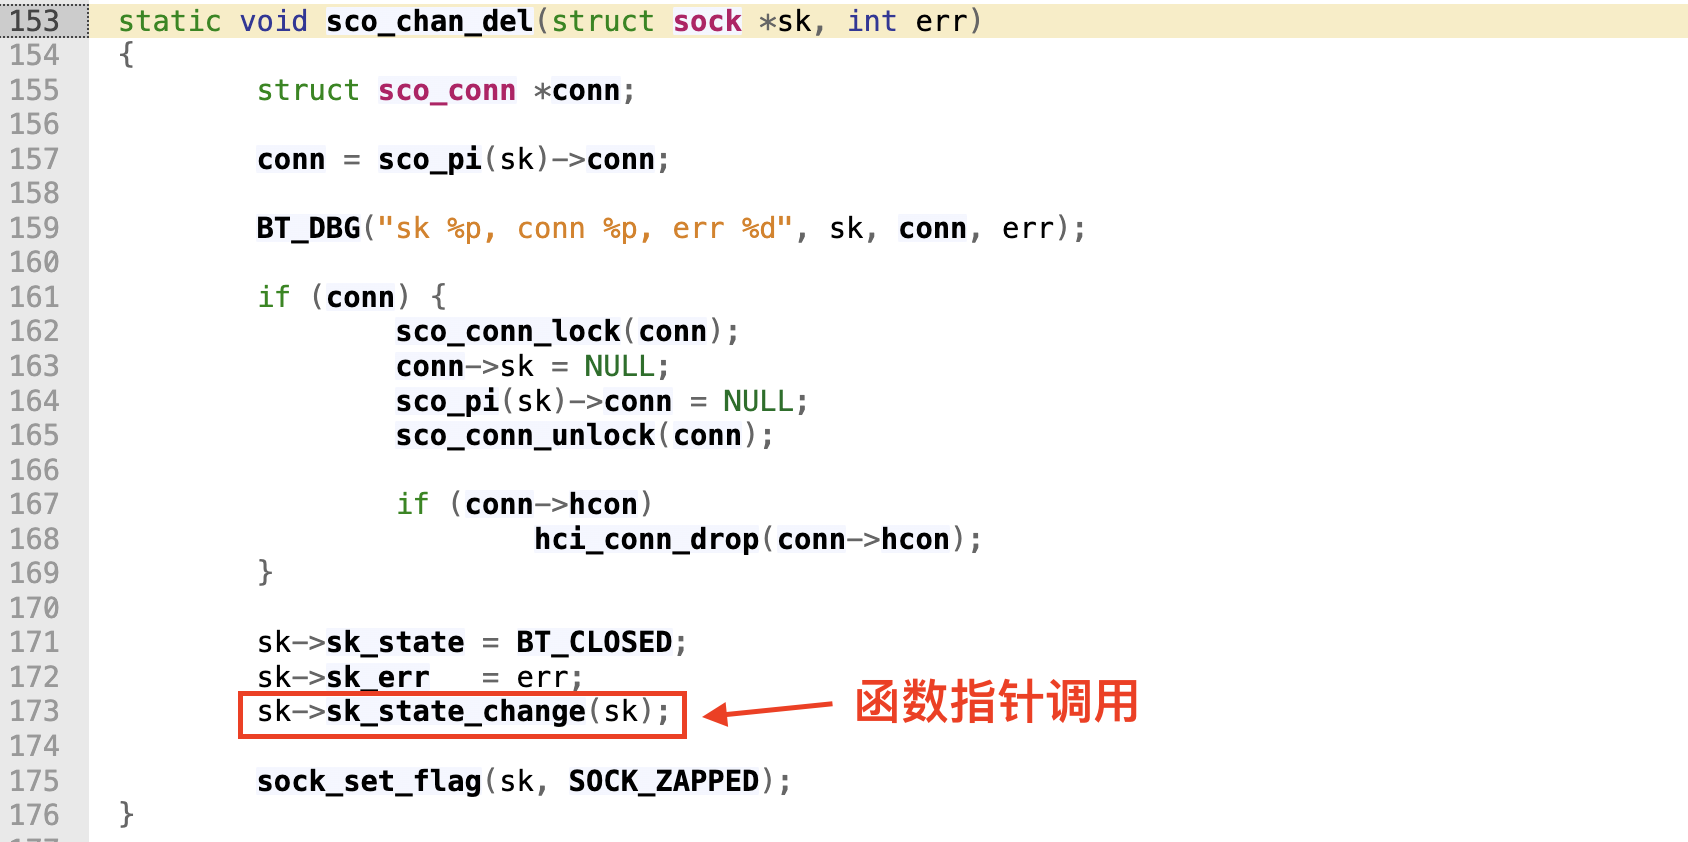 153 static void sco_chan_del(struct sock *sk, int err)
154 {
155 struct sco_conn *conn;
156
157 conn = sco_pi(sk)->conn;
158
159 BT_DBG("sk %p, conn %p, err %d", sk, conn, err);
160
161 if (conn) {
162 sco_conn_lock(conn);
163 conn->sk = NULL;
164 sco_pi(sk)->conn = NULL;
165 sco_conn_unlock(conn);
166
167 if (conn->hcon)
168 hci_conn_drop(conn->hcon);
169 }
170
171 sk->sk_state = BT_CLOSED;
172 sk->sk_err = err;
173 sk->sk_state_change(sk); 函数指针调用
174
175 sock_set_flag(sk, SOCK_ZAPPED);
176 }